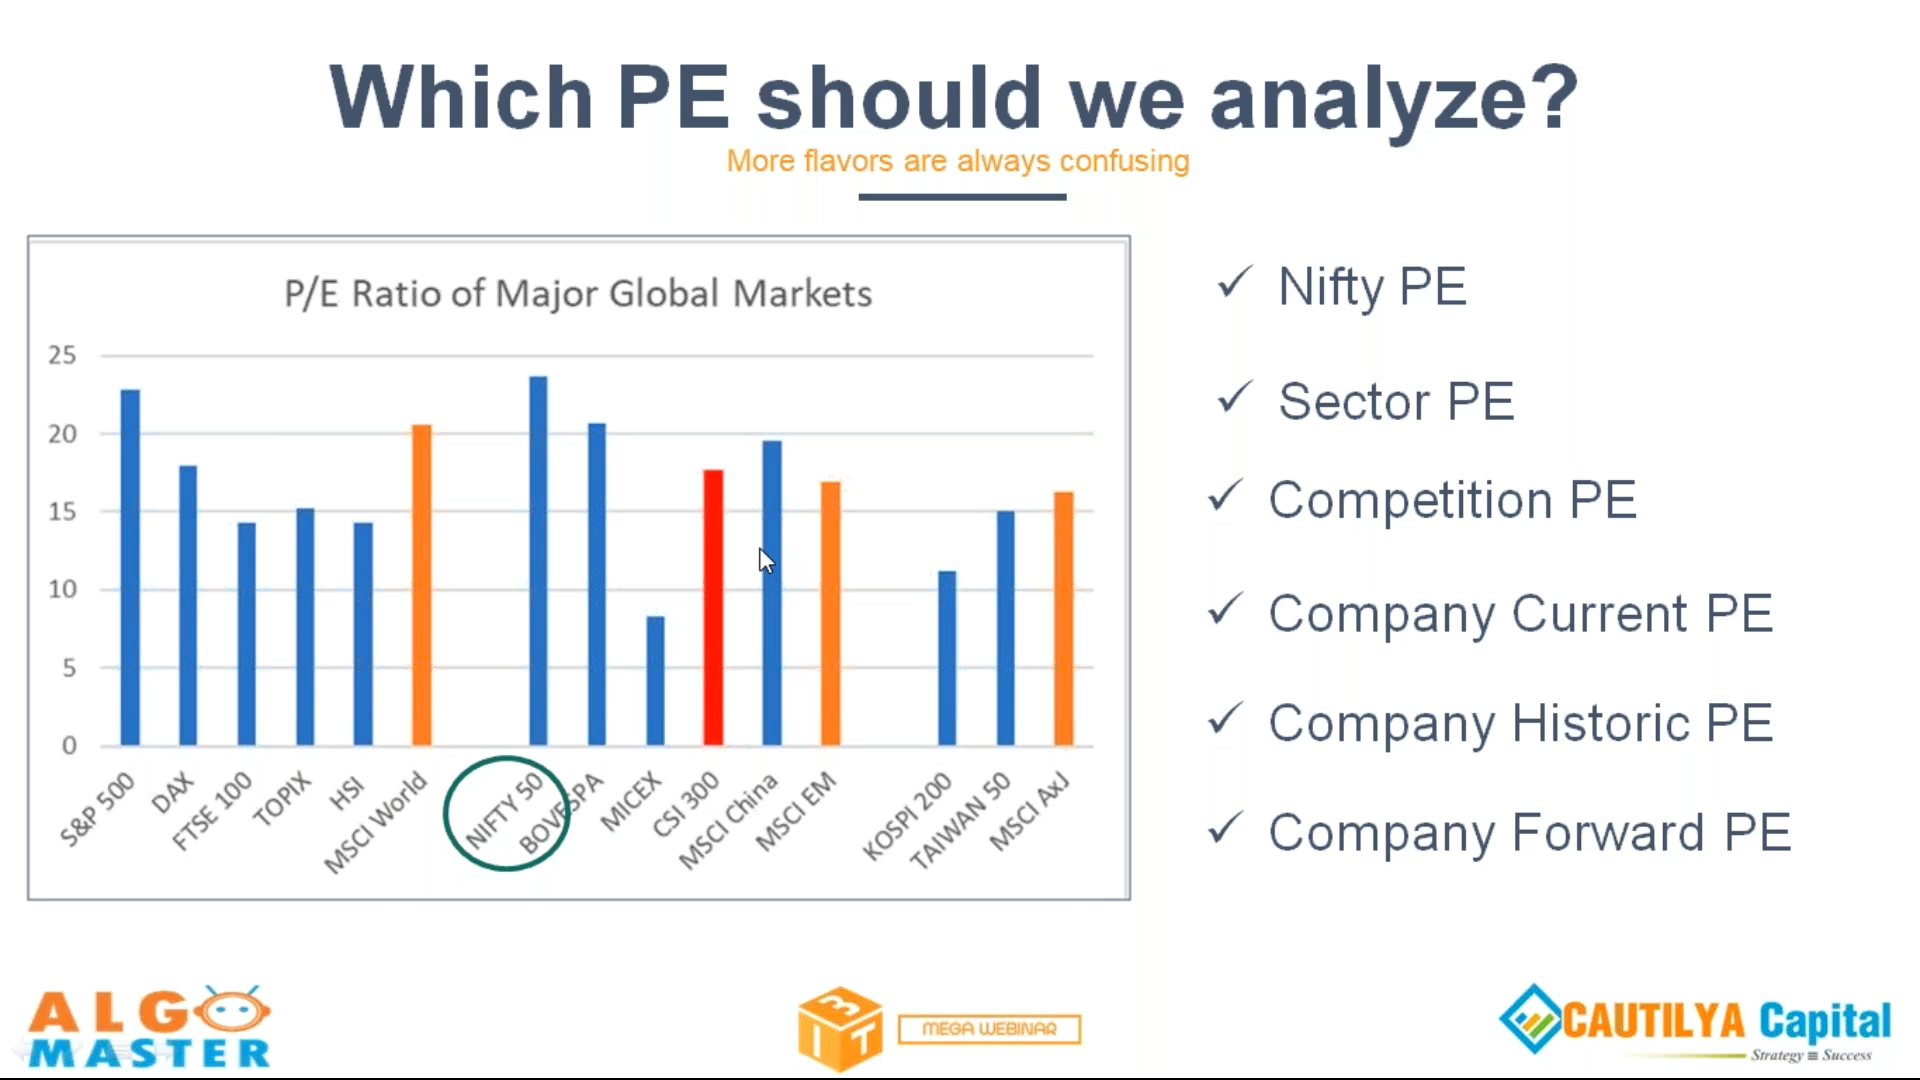 Which PE should we analyze?
More flavors are always confusing
P/E Ratio of Major Global Markets
25
20
15
10
5
0
S&P 500
DAX
FTSE 100
TOPIX
HSI
MSCI World
NIFTY 50
BOVESPA
MICEX
CSI 300
MSCI China
MSCI EM
KOSPI 200
TAIWAN 50
MSCI AxJ
✓ Nifty PE
✓ Sector PE
✓ Competition PE
✓ Company Current PE
✓ Company Historic PE
✓ Company Forward PE
ALGO
MASTER
3
IT
MEGA WEBINAR
CAUTILYA Capital
Strategy ≡ Success